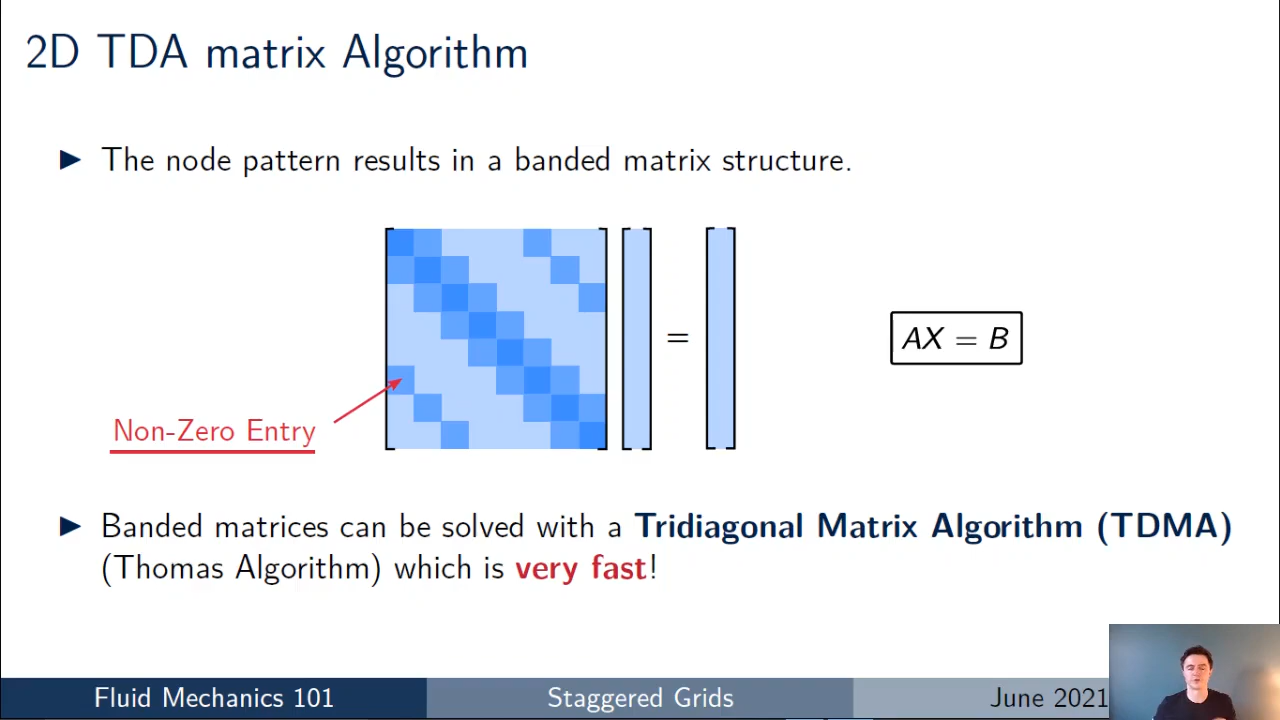 2D TDA matrix Algorithm
The node pattern results in a banded matrix structure.
=
AX = B
Non-Zero Entry
Banded matrices can be solved with a Tridiagonal Matrix Algorithm (TDMA)
(Thomas Algorithm) which is very fast!
Fluid Mechanics 101
Staggered Grids
June 2021